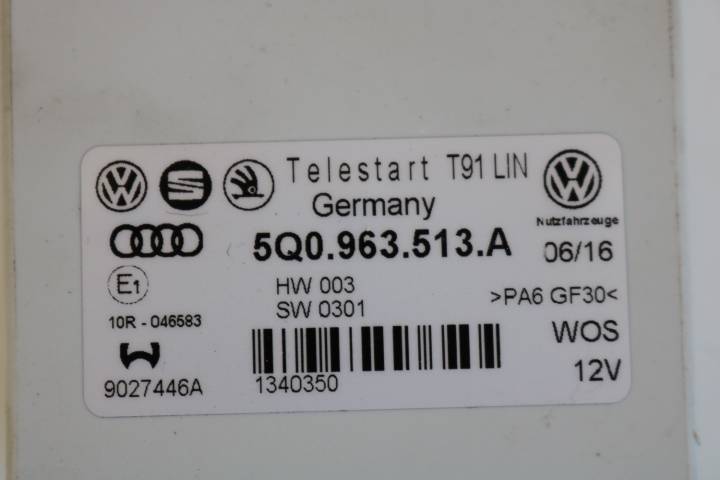 Telestart T91 LIN
Germany
Nutzfahrzeuge
5Q0.963.513.A 06/16
E1
HW 003
SW 0301
>PA6 GF30<
10R - 046583
WOS
12V
9027446A
1340350